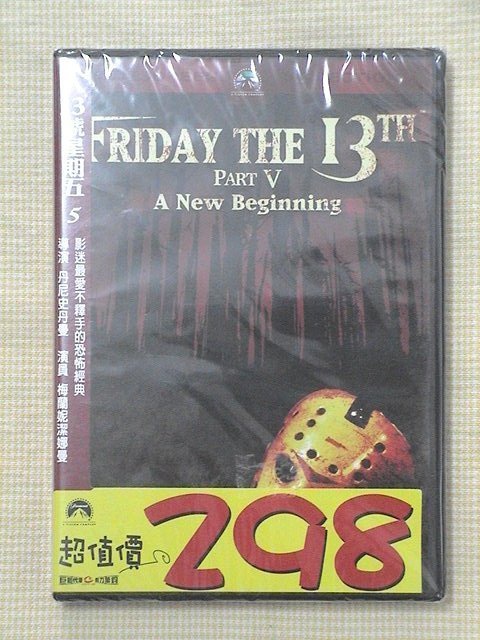 FRIDAY THE 13TH
PART V
A NEW BEGINNING
13號星期五 5
影迷最愛不釋手的恐怖經典
導演 丹尼史丹曼 演員 梅蘭妮潔娜曼
超值價
298